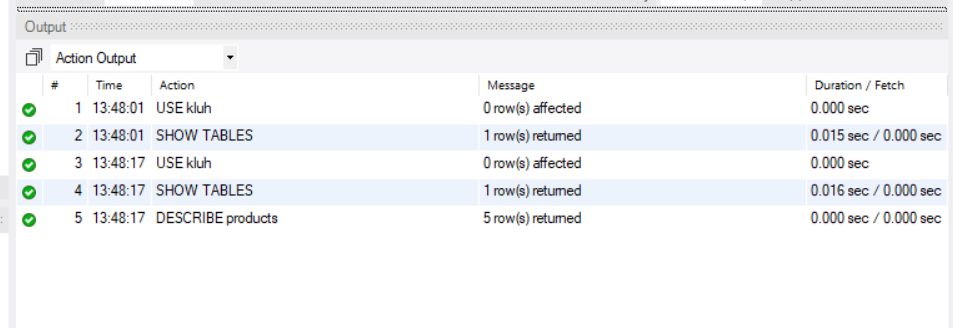 Output
Action Output
# Time Action Message Duration / Fetch
1 13:48:01 USE kluh 0 row(s) affected 0.000 sec
2 13:48:01 SHOW TABLES 1 row(s) returned 0.015 sec / 0.000 sec
3 13:48:17 USE kluh 0 row(s) affected 0.000 sec
4 13:48:17 SHOW TABLES 1 row(s) returned 0.016 sec / 0.000 sec
5 13:48:17 DESCRIBE products 5 row(s) returned 0.000 sec / 0.000 sec